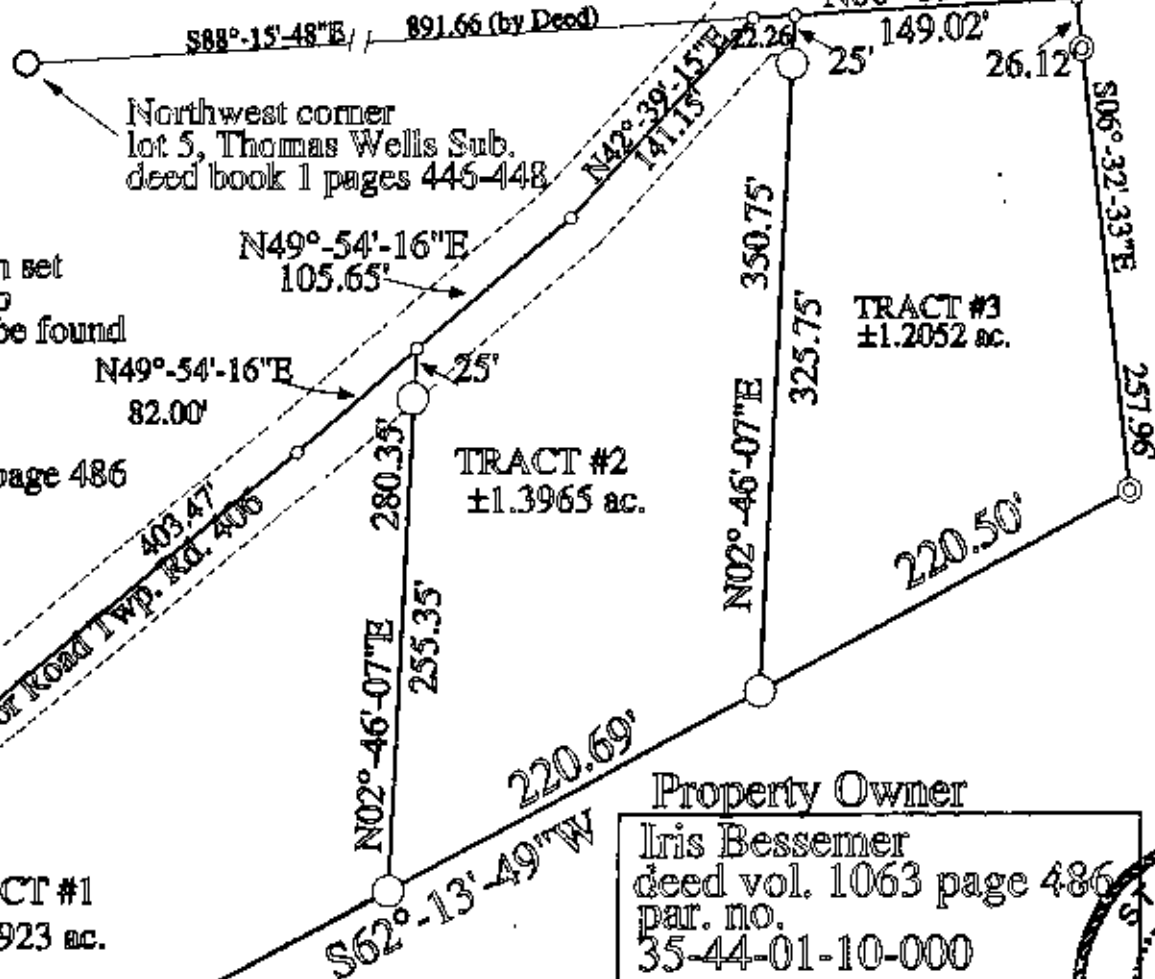 S88°-15'-48"E // 891.66 (by Deed)
22.26
149.02'
25'
26.12
Northwest corner
lot 5, Thomas Wells Sub.
deed book 1 pages 446-448
N42°-39'-15"E
141.15'
S06°-32'-33"E
257.96
N49°-54'-16"E
105.65'
set
be found
N49°-54'-16"E
82.00'
25'
page 486
403.47'
Road Twp. Rd. 406
350.75'
325.75'
N02°-46'-07"E
TRACT #3
±1.2052 ac.
280.35'
255.35'
N02°-46'-07"E
TRACT #2
±1.3965 ac.
220.50'
220.69'
S62°-13'-49"W
CT #1
923 ac.
Property Owner
Iris Bessemer
deed vol. 1063 page 486
par. no.
35-44-01-10-000